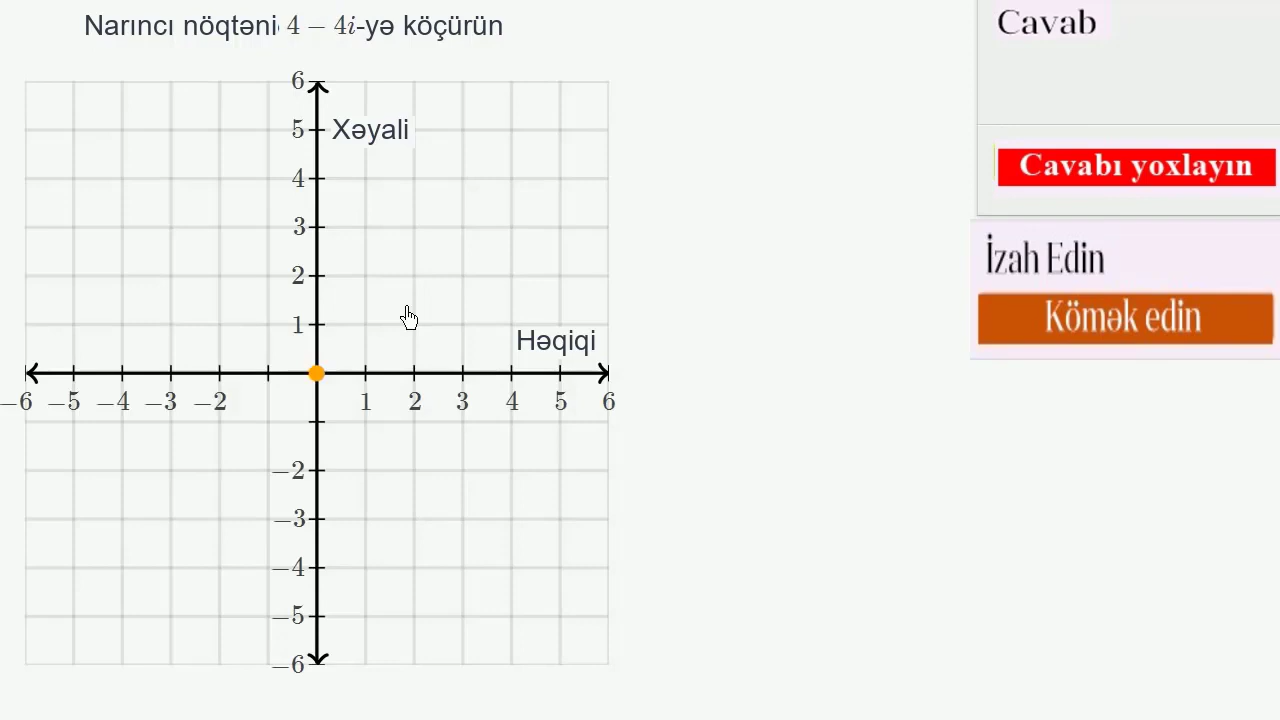 Narıncı nöqtəni 4 − 4i-yə köçürün
6
5
Xəyali
4
3
2
1
Həqiqi
−6 −5 −4 −3 −2 1 2 3 4 5 6
−2
−3
−4
−5
−6
Cavab
Cavabı yoxlayın
İzah Edin
Kömək edin